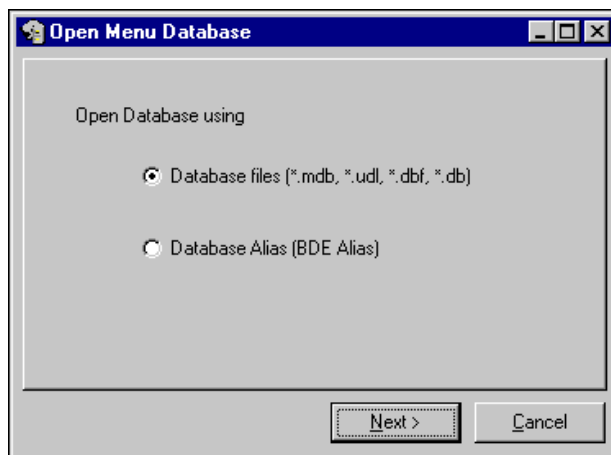 Open Menu Database
Open Database using
Database files (*.mdb, *.udl, *.dbf, *.db)
Database Alias (BDE Alias)
Next >
Cancel